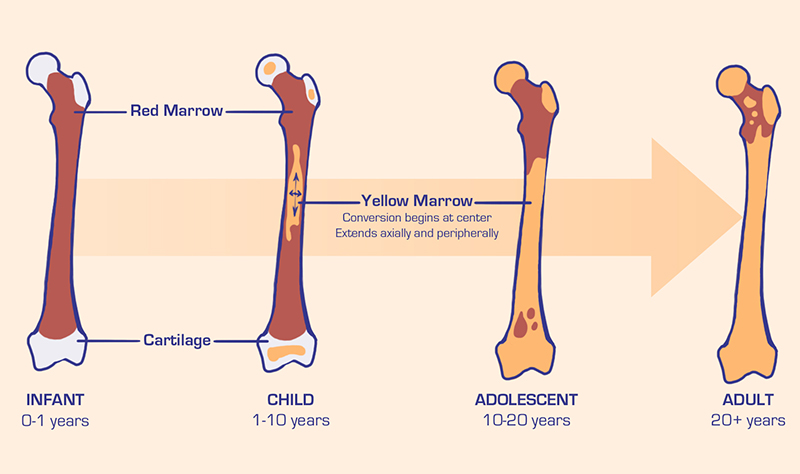 Red Marrow
Yellow Marrow
Conversion begins at center
Extends axially and peripherally
Cartilage
INFANT
0-1 years
CHILD
1-10 years
ADOLESCENT
10-20 years
ADULT
20+ years